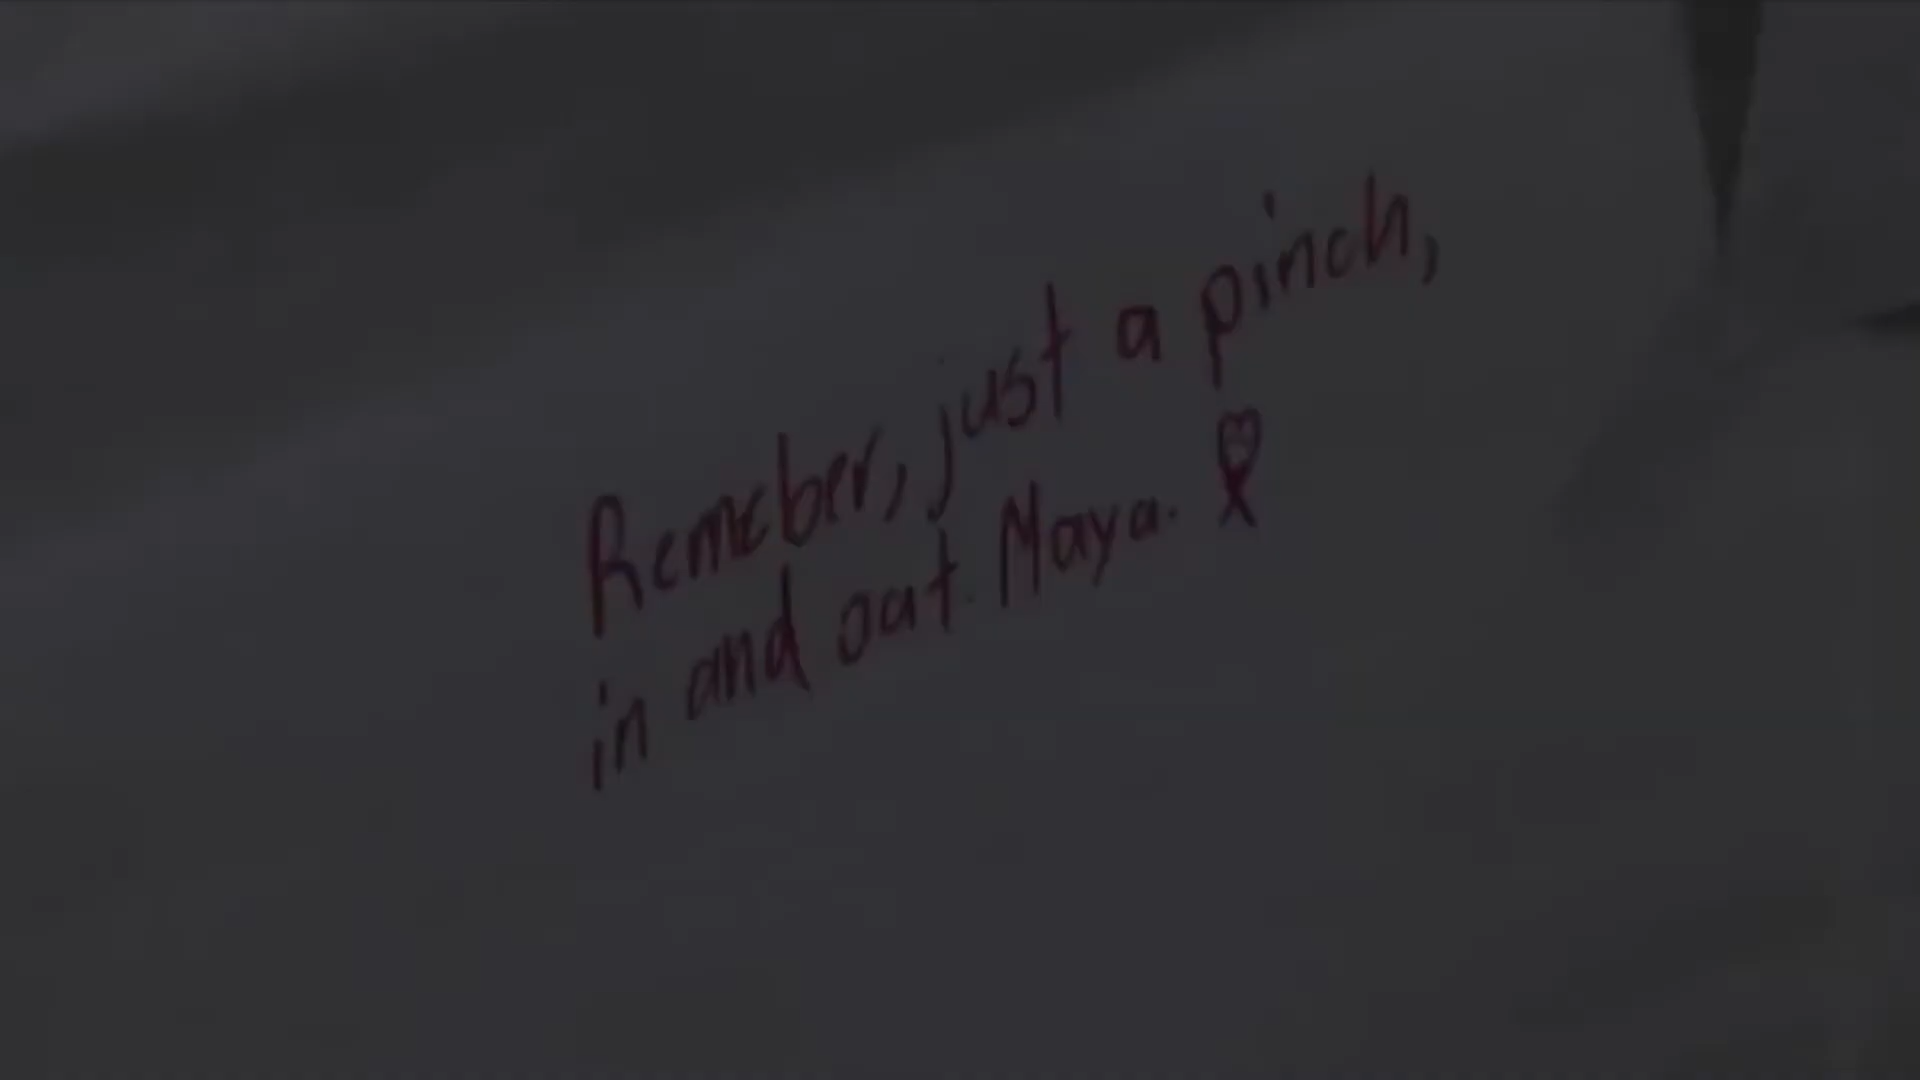 Remeber, just a pinch,
in and out. Maya.